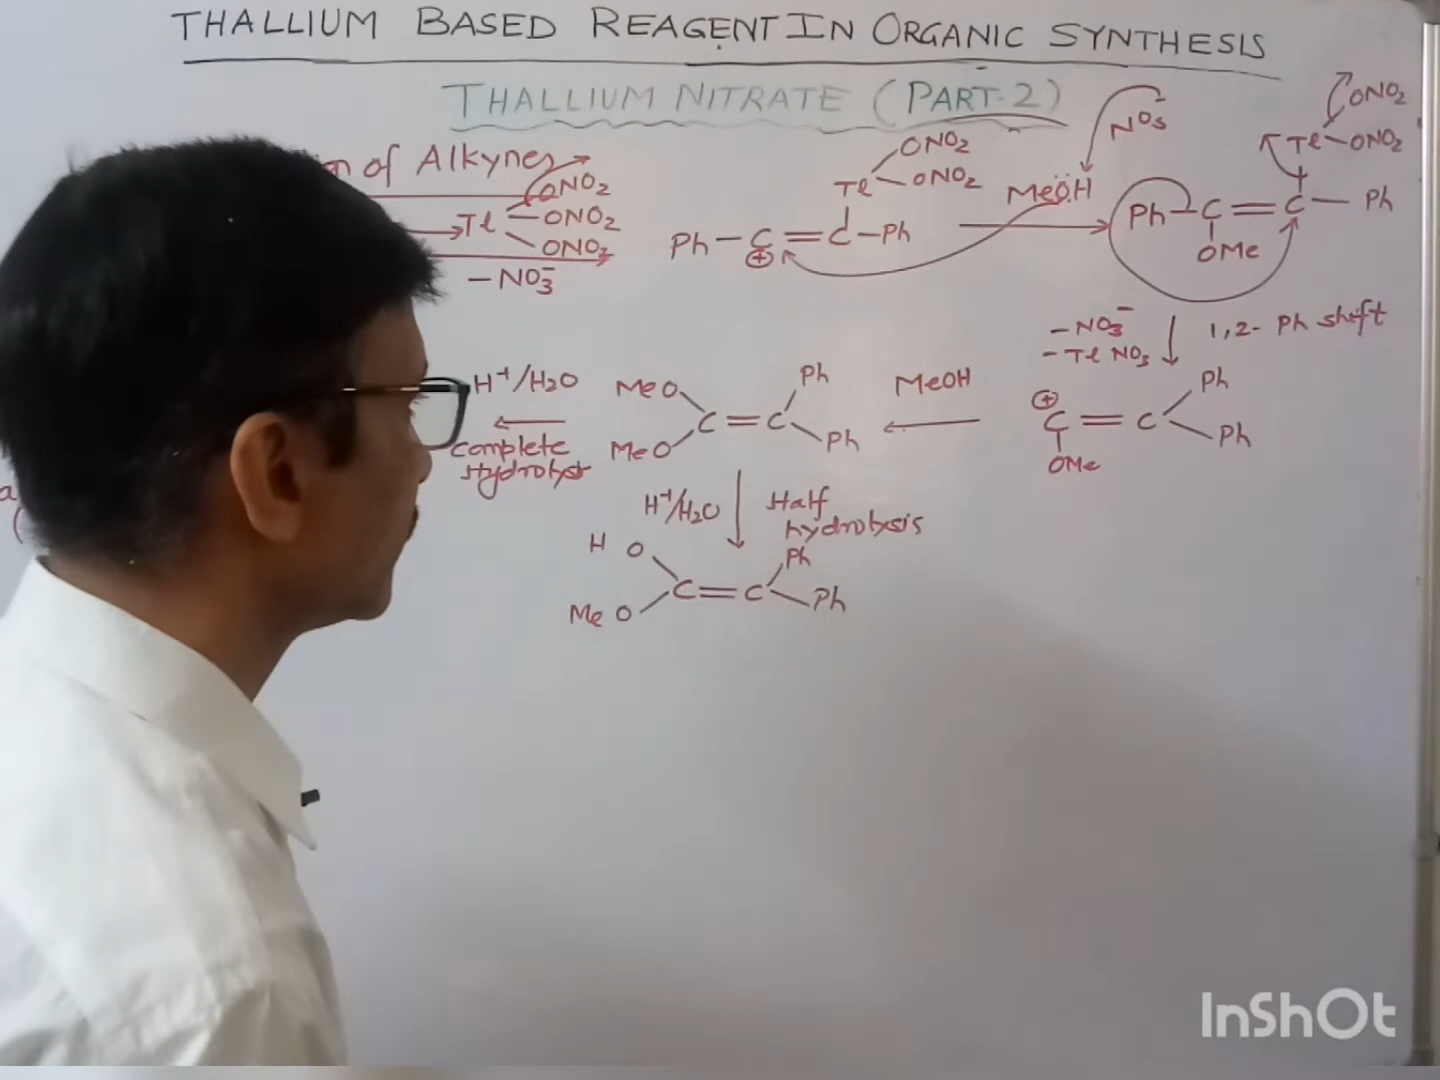 THALLIUM BASED REAGENT IN ORGANIC SYNTHESIS
THALLIUM NITRATE (PART-2)
of Alkynes
Tl ONO2 ONO2 ONO2
- NO3-
Ph - C = C - Ph
⊕
Tl ONO2 ONO2
MeÖH
NO3-
Ph - C = C - Ph
OMe
Tl ONO2 ONO2
- NO3-
- Tl NO3
1,2- Ph shift
⊕
C = C Ph Ph
OMe
MeOH
MeO MeO C = C Ph Ph
H+/H2O
complete
Hydrolysis
H+/H2O
Half
hydrolysis
H O
Me O
C = C Ph Ph
InShOt